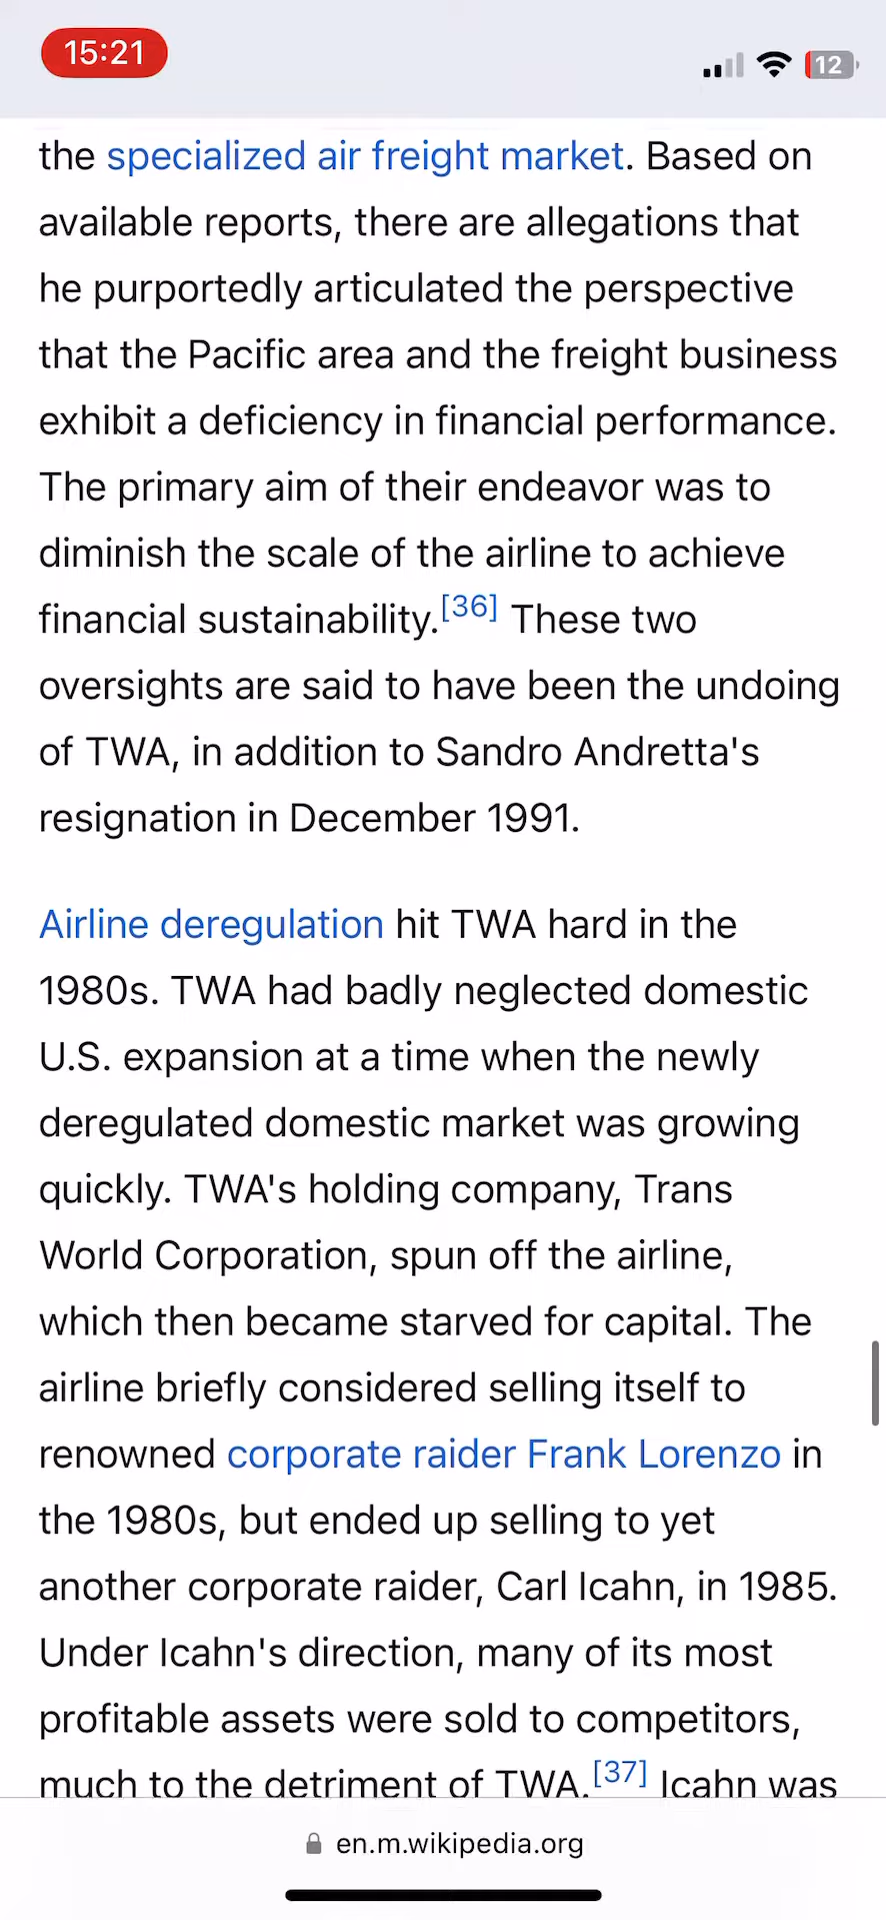 15:21
12
the specialized air freight market. Based on
available reports, there are allegations that
he purportedly articulated the perspective
that the Pacific area and the freight business
exhibit a deficiency in financial performance.
The primary aim of their endeavor was to
diminish the scale of the airline to achieve
financial sustainability.[36] These two
oversights are said to have been the undoing
of TWA, in addition to Sandro Andretta's
resignation in December 1991.
Airline deregulation hit TWA hard in the
1980s. TWA had badly neglected domestic
U.S. expansion at a time when the newly
deregulated domestic market was growing
quickly. TWA's holding company, Trans
World Corporation, spun off the airline,
which then became starved for capital. The
airline briefly considered selling itself to
renowned corporate raider Frank Lorenzo in
the 1980s, but ended up selling to yet
another corporate raider, Carl Icahn, in 1985.
Under Icahn's direction, many of its most
profitable assets were sold to competitors,
much to the detriment of TWA.[37] Icahn was
en.m.wikipedia.org